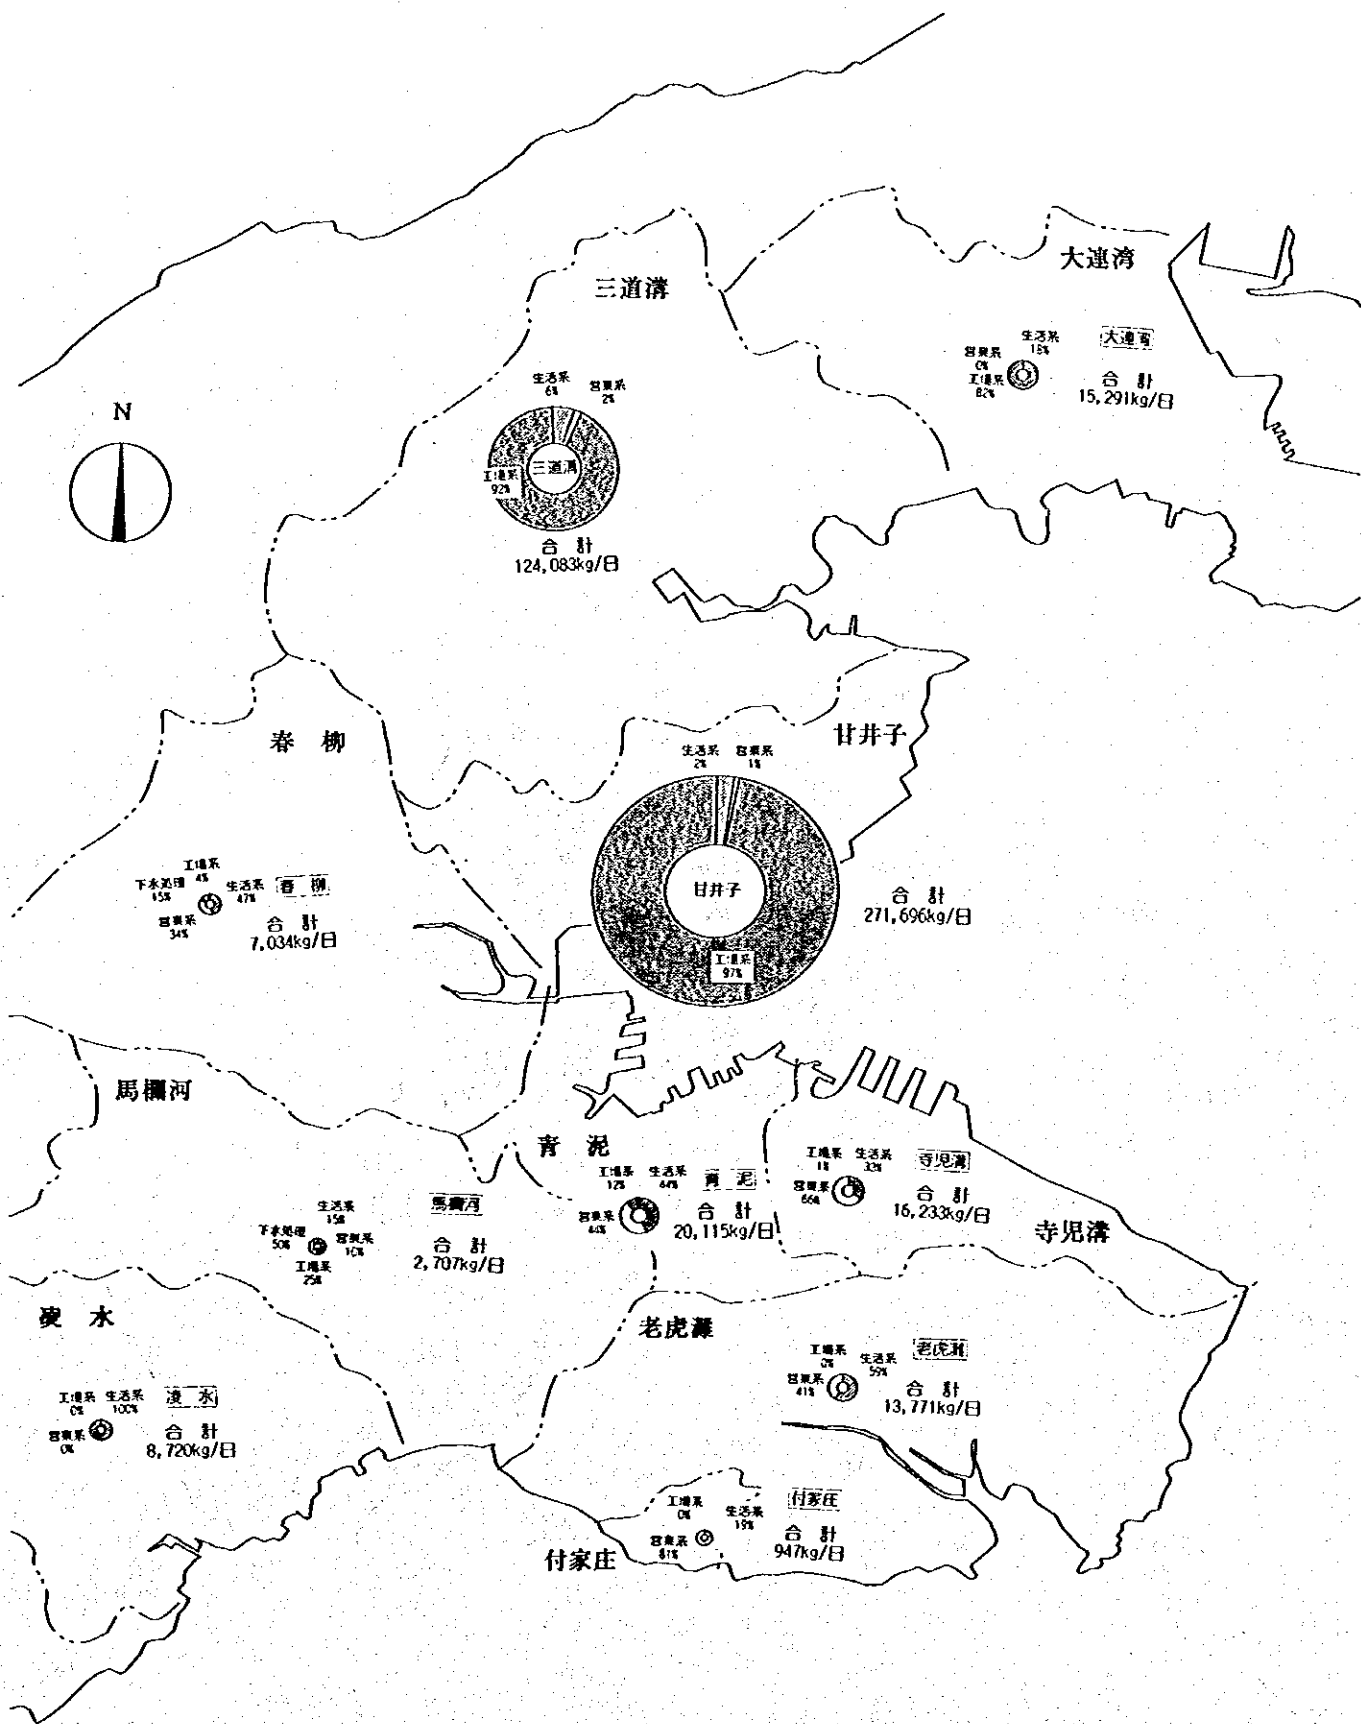 大連湾
三道溝
生活系
18%
大連湾
営業系
0%
工場系
82%
合計
15,291kg/日
生活系
6%
営業系
2%
N
工場系
92%
三道溝
合計
124,083kg/日
春柳
甘井子
生活系
2%
営業系
1%
甘井子
工場系
97%
合計
271,696kg/日
工場系
4%
下水処理
15%
生活系
47%
春柳
営業系
34%
合計
7,034kg/日
馬欄河
青泥
工場系
12%
生活系
44%
青泥
営業系
44%
合計
20,115kg/日
工場系
1%
生活系
33%
寺児溝
営業系
66%
合計
16,233kg/日
寺児溝
生活系
15%
馬欄河
下水処理
50%
営業系
10%
工場系
25%
合計
2,707kg/日
凌水
老虎灘
工場系
0%
生活系
59%
老虎灘
営業系
41%
合計
13,771kg/日
工場系
0%
生活系
100%
凌水
営業系
0%
合計
8,720kg/日
工場系
0%
生活系
19%
付家庄
営業系
81%
合計
947kg/日
付家庄